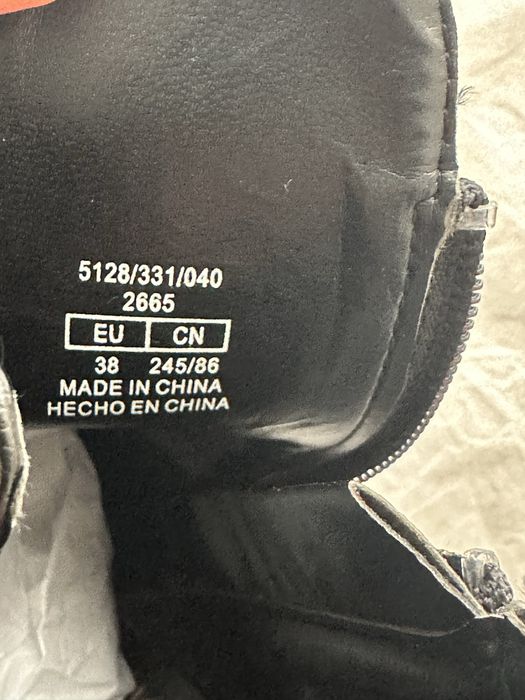 5128/331/040
2665
EU CN
38 245/86
MADE IN CHINA
HECHO EN CHINA